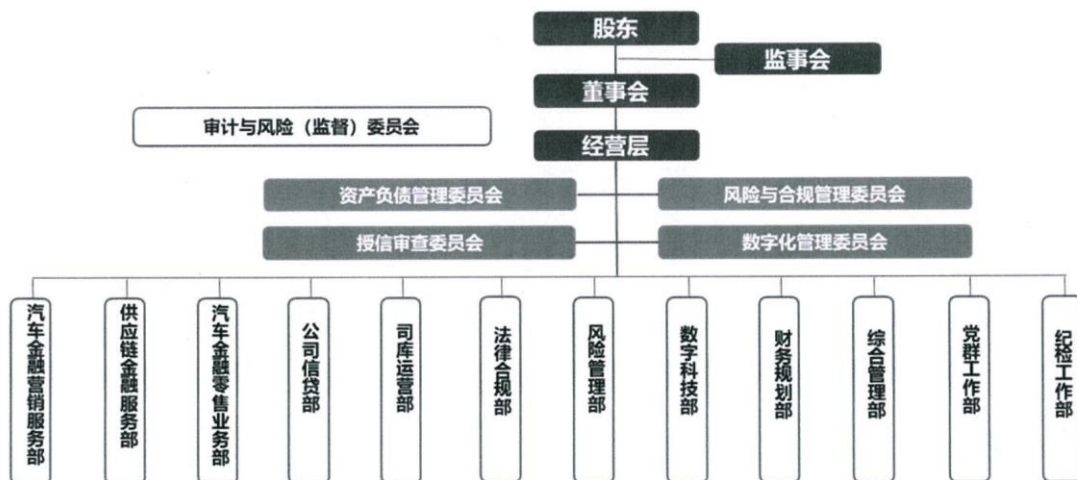 股东
监事会
董事会
审计与风险（监督）委员会
经营层
资产负债管理委员会
风险与合规管理委员会
授信审查委员会
数字化管理委员会
汽车金融营销服务部
供应链金融服务部
汽车金融零售业务部
公司信贷部
司库运营部
法律合规部
风险管理部
数字科技部
财务规划部
综合管理部
党群工作部
纪检工作部